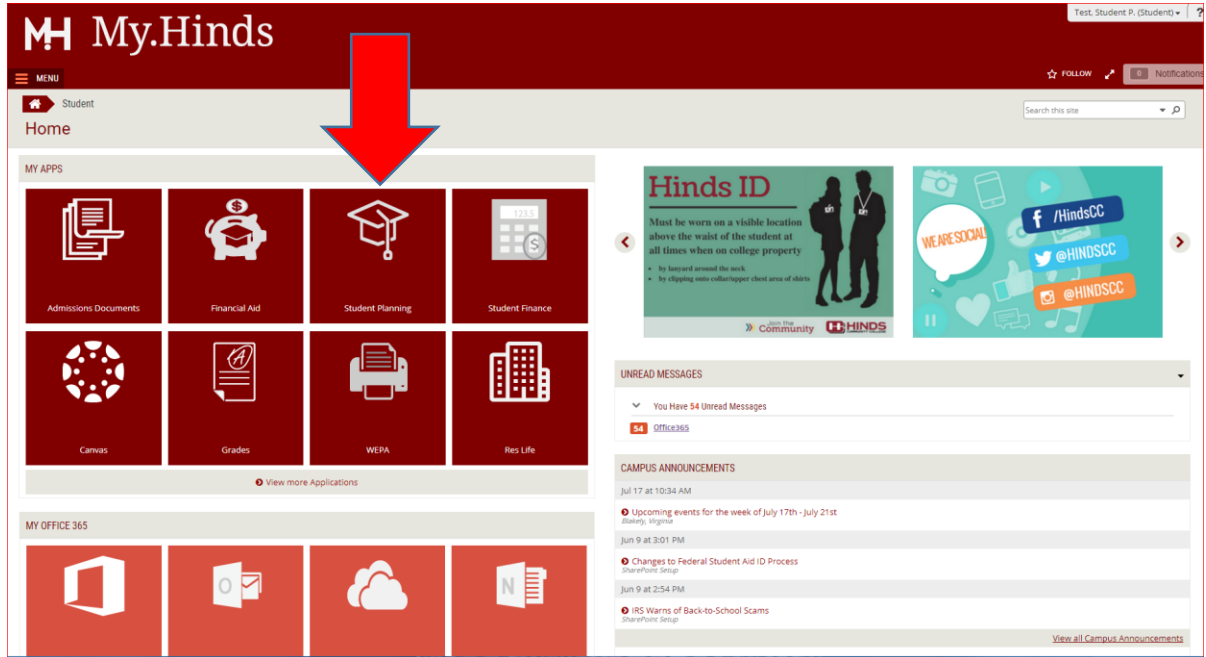 MH My.Hinds
Test, Student P. (Student)
?
MENU
FOLLOW
0 Notifications
Student
Home
Search this site
MY APPS
Admissions Documents
Financial Aid
Student Planning
123.5
Student Finance
Canvas
A
Grades
WEPA
Res Life
View more Applications
MY OFFICE 365
O
N
Hinds ID
Must be worn on a visible location
above the waist of the student at
all times when on college property
• by lanyard around the neck
• by clipping onto collar/upper chest area of shirts
Join the
Community
HINDS
WE ARE SOCIAL!
f /HindsCC
@HINDSCC
@HINDSCC
UNREAD MESSAGES
You Have 54 Unread Messages
54 Office365
CAMPUS ANNOUNCEMENTS
Jul 17 at 10:34 AM
Upcoming events for the week of July 17th - July 21st
Blakely, Virginia
Jun 9 at 3:01 PM
Changes to Federal Student Aid ID Process
SharePoint Setup
Jun 9 at 2:54 PM
IRS Warns of Back-to-School Scams
SharePoint Setup
View all Campus Announcements